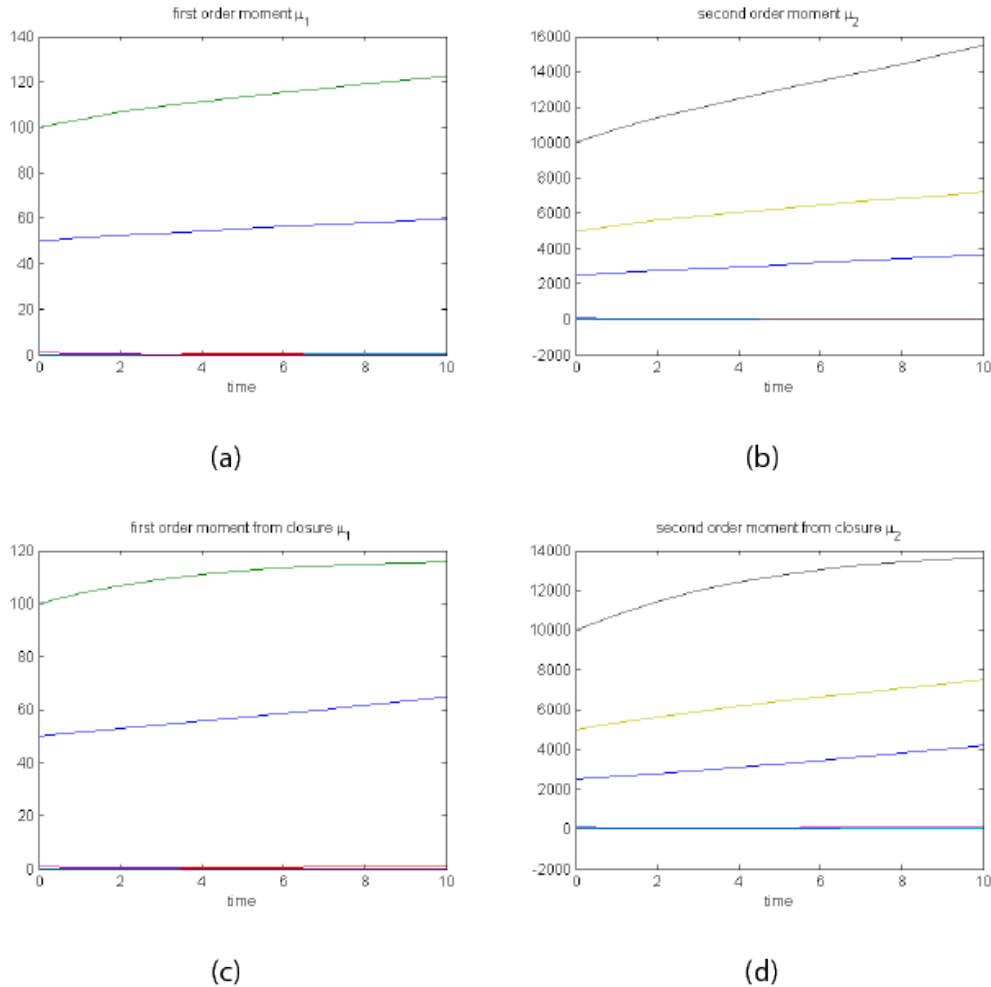 first order moment μ1
140
120
100
80
60
40
20
0
0 2 4 6 8 10
time
(a)
second order moment μ2
16000
14000
12000
10000
8000
6000
4000
2000
0
-2000
0 2 4 6 8 10
time
(b)
first order moment from closure μ1
120
100
80
60
40
20
0
0 2 4 6 8 10
time
(c)
second order moment from closure μ2
14000
12000
10000
8000
6000
4000
2000
0
-2000
0 2 4 6 8 10
time
(d)